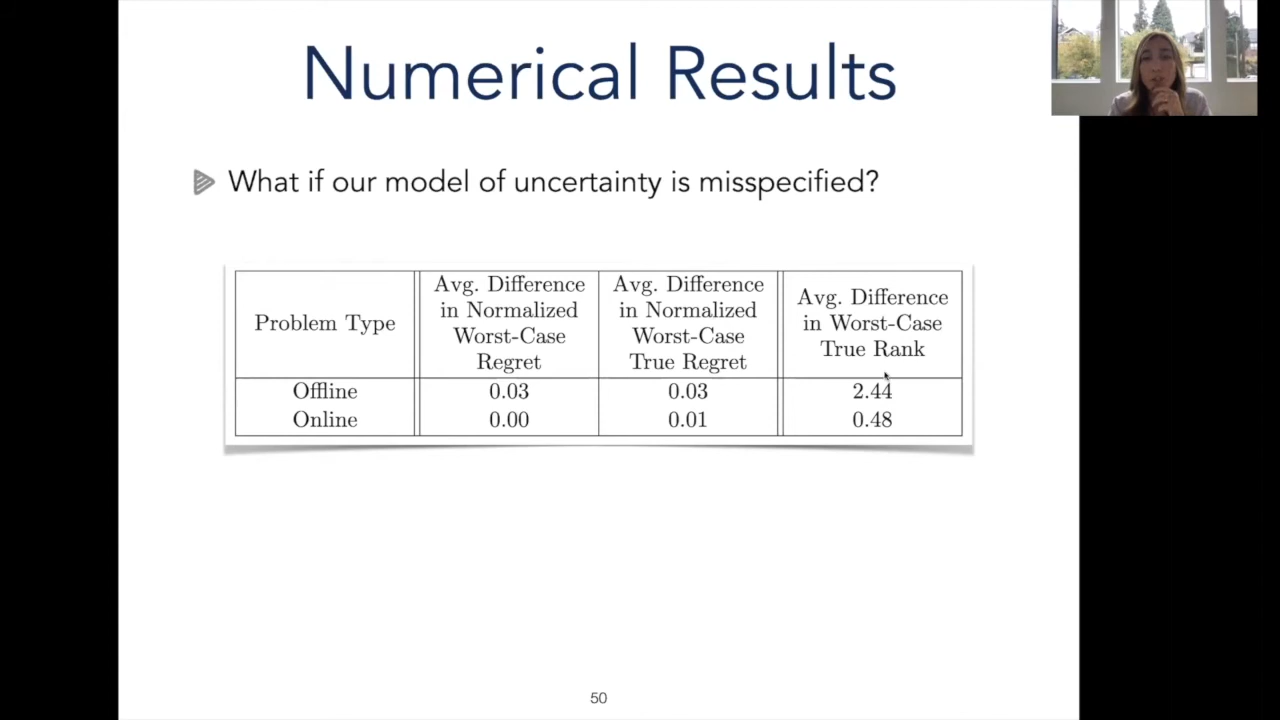 Numerical Results
What if our model of uncertainty is misspecified?
Problem Type
Avg. Difference
in Normalized
Worst-Case
Regret
Avg. Difference
in Normalized
Worst-Case
True Regret
Avg. Difference
in Worst-Case
True Rank
Offline 0.03 0.03 2.44
Online 0.00 0.01 0.48
50